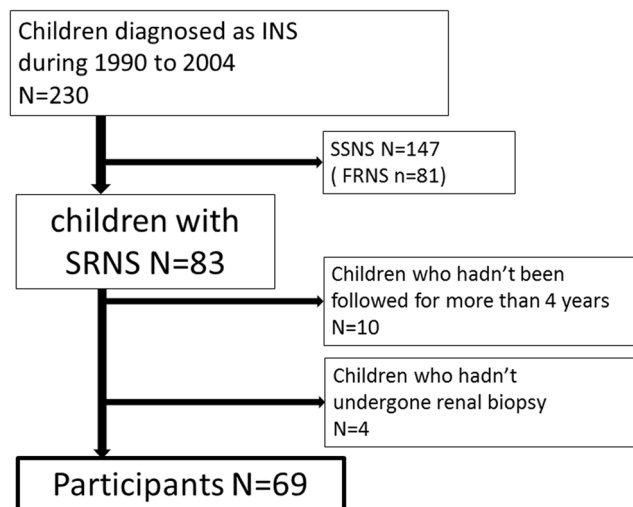 Children diagnosed as INS
during 1990 to 2004
N=230
SSNS N=147
( FRNS n=81)
children with
SRNS N=83
Children who hadn’t been
followed for more than 4 years
N=10
Children who hadn’t
undergone renal biopsy
N=4
Participants N=69